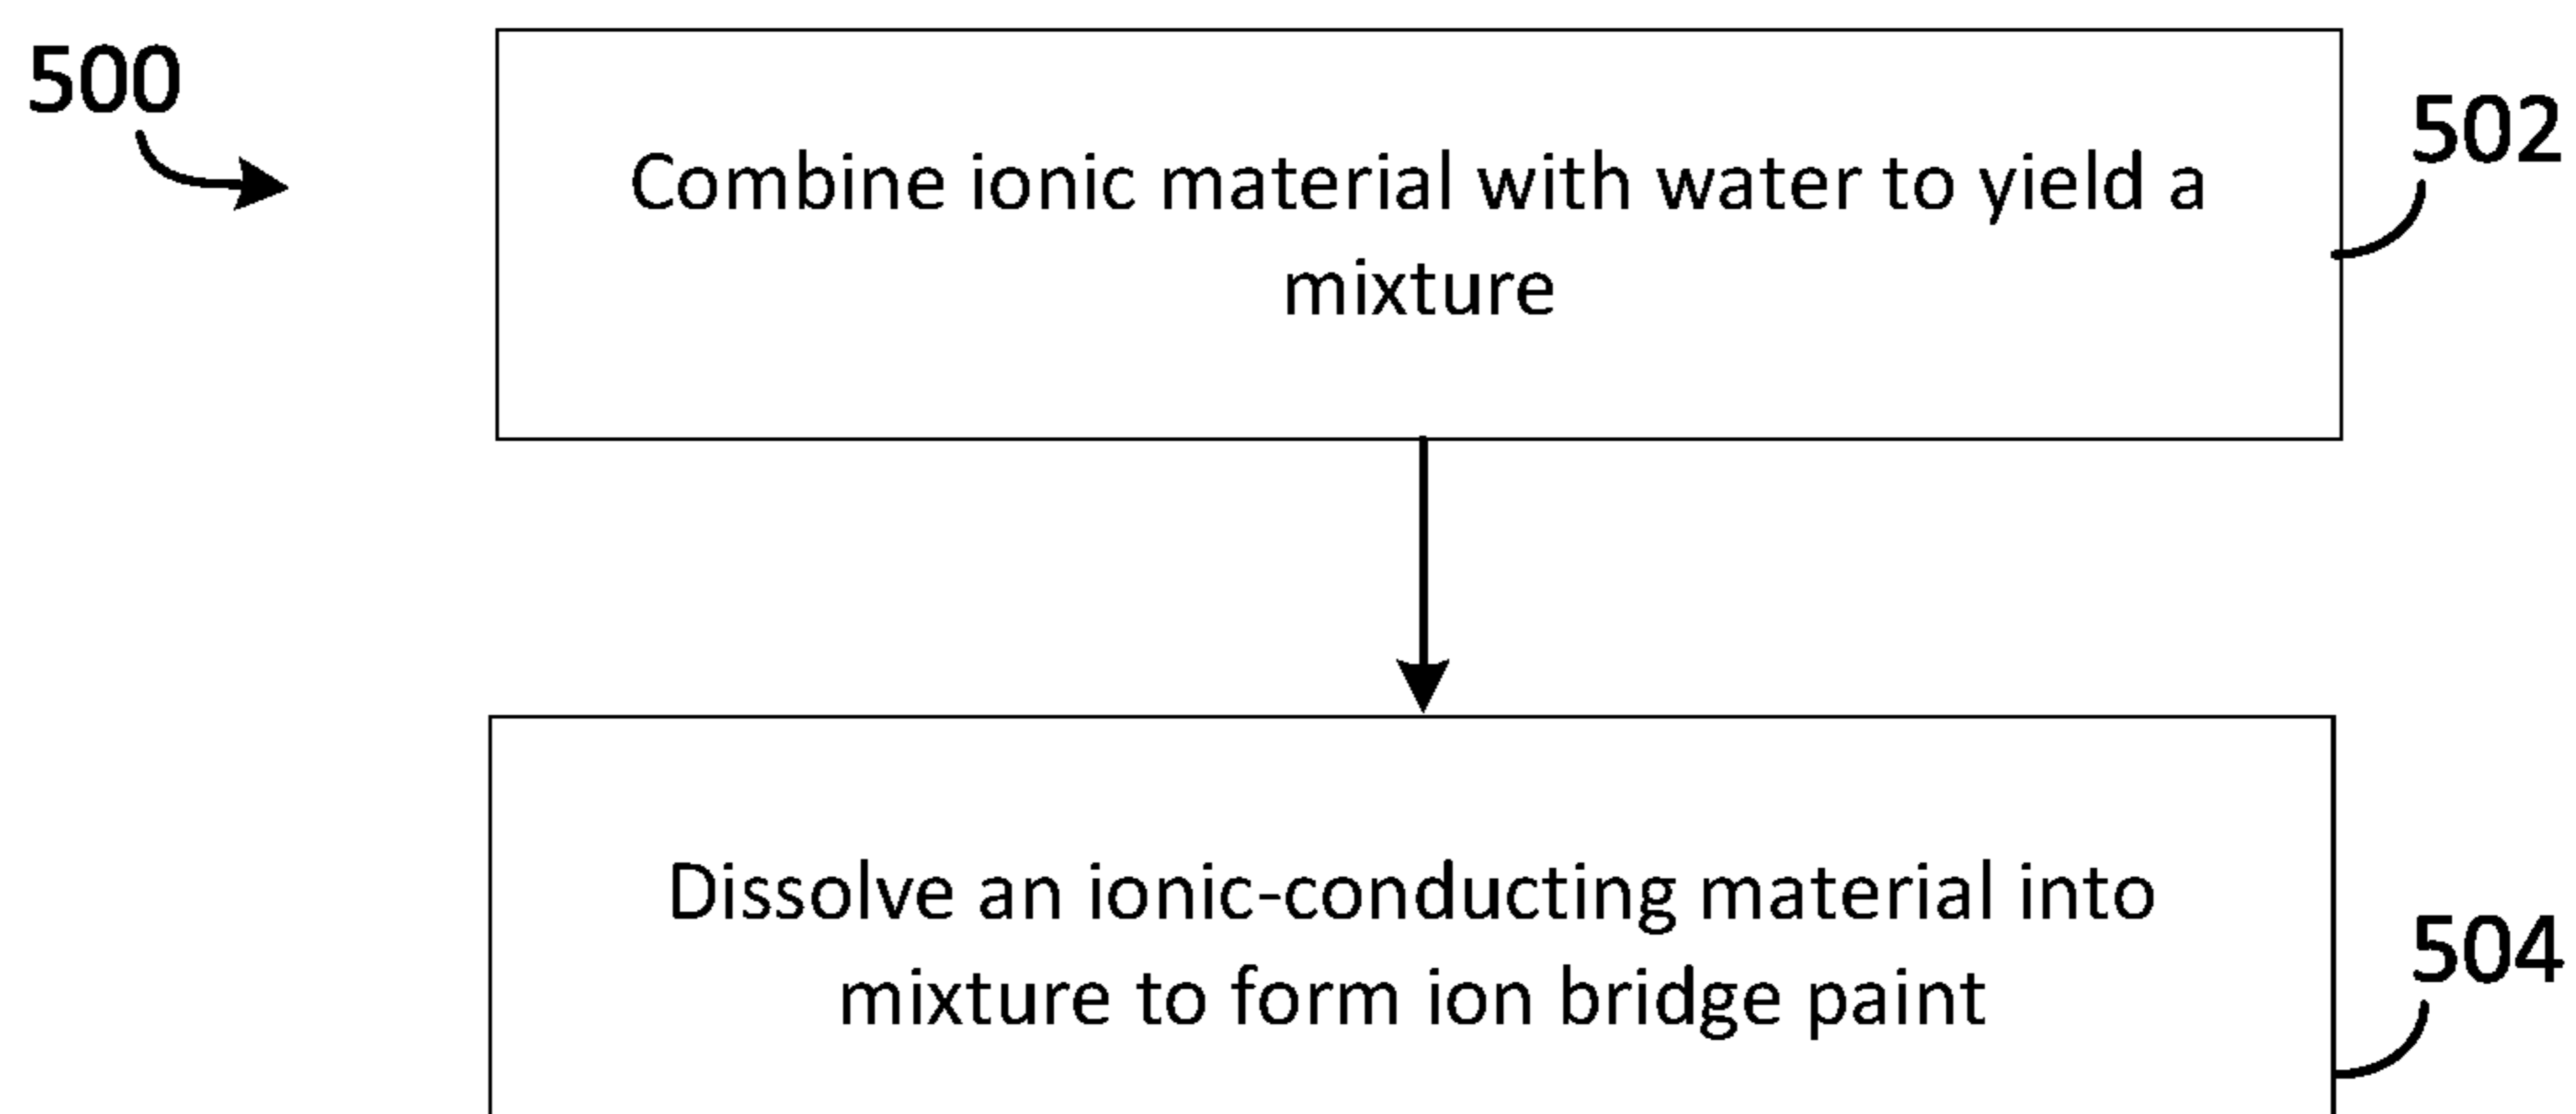 500
Combine ionic material with water to yield a
mixture
502
Dissolve an ionic-conducting material into
mixture to form ion bridge paint
504